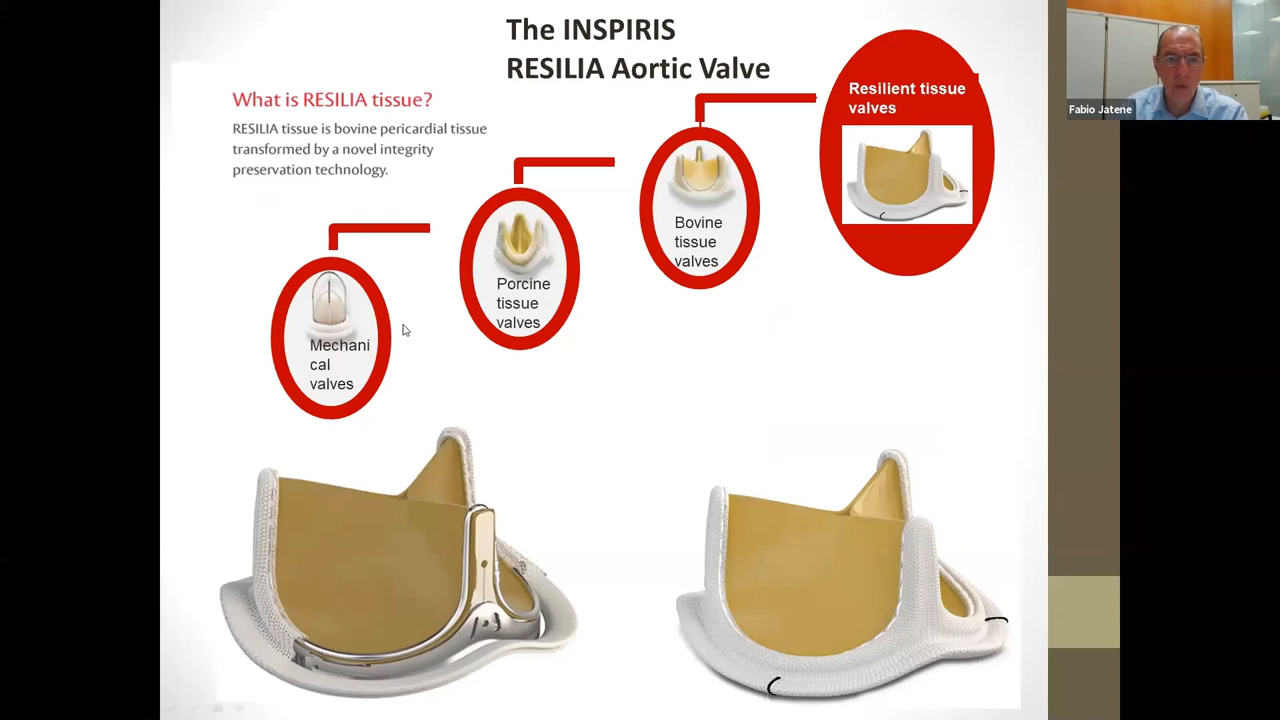 The INSPIRIS
RESILIA Aortic Valve
What is RESILIA tissue?
RESILIA tissue is bovine pericardial tissue
transformed by a novel integrity
preservation technology.
Mechani
cal
valves
Porcine
tissue
valves
Bovine
tissue
valves
Resilient tissue
valves
Fabio Jatene